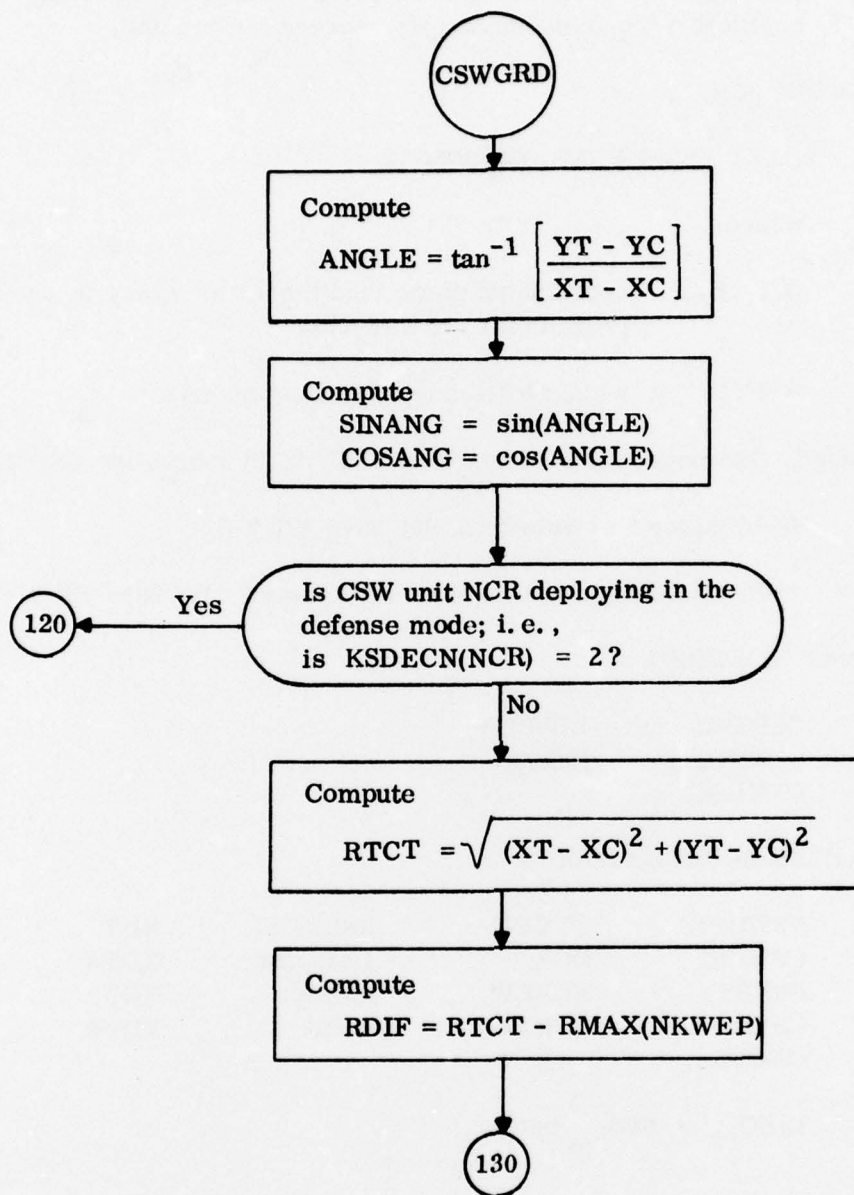 CSWGRD
Compute
ANGLE = tan⁻¹ [ (YT - YC) / (XT - XC) ]
Compute
SINANG = sin(ANGLE)
COSANG = cos(ANGLE)
Is CSW unit NCR deploying in the
defense mode; i. e.,
is KSDECN(NCR) = 2?
Yes
120
No
Compute
RTCT = √ (XT - XC)² + (YT - YC)²
Compute
RDIF = RTCT - RMAX(NKWEP)
130